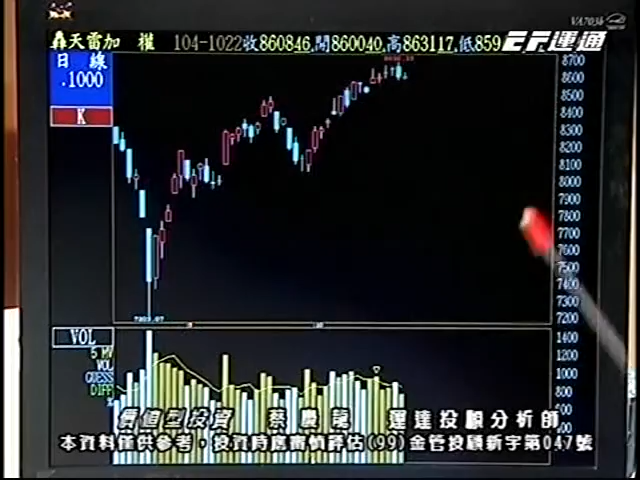 轟天雷加 權 104-1022收860846,開860040,高863117,低859
EF運通
日 線
.1000
K
8700
8600
8500
8400
8300
8200
8100
8000
7900
7800
7700
7600
7500
7400
7300
7200
VOL
5 MV
VOL
GUESS
DIFF
1400
1200
1000
800
價值型投資 蔡慶龍 運達投顧分析師
本資料僅供參考，投資時應審慎評估(99)金管投顧新字第047號